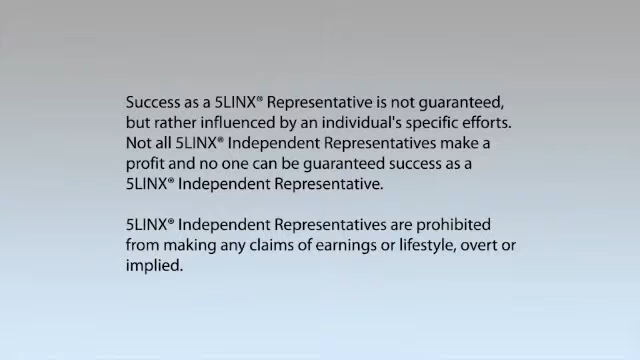 Success as a 5LINX® Representative is not guaranteed,
but rather influenced by an individual's specific efforts.
Not all 5LINX® Independent Representatives make a
profit and no one can be guaranteed success as a
5LINX® Independent Representative.
5LINX® Independent Representatives are prohibited
from making any claims of earnings or lifestyle, overt or
implied.